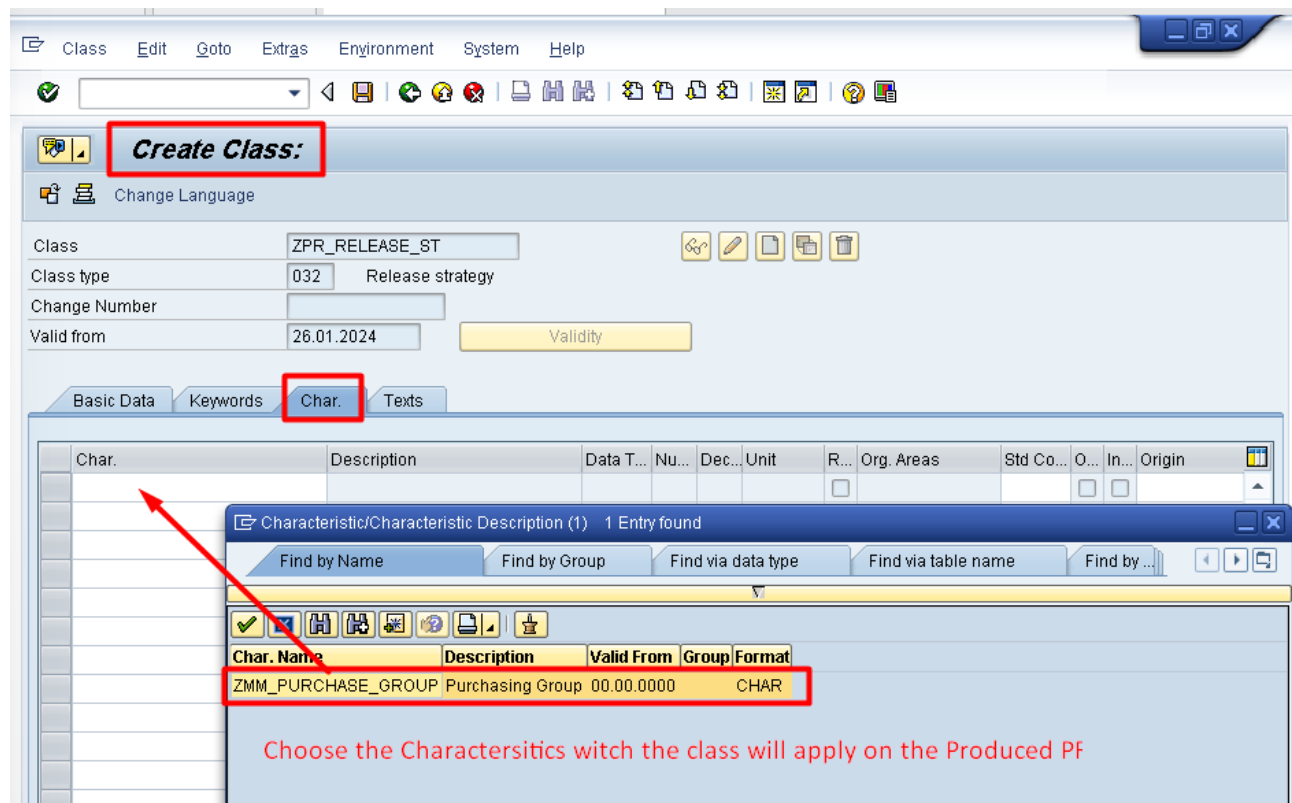 Class Edit Goto Extras Environment System Help
Create Class:
Change Language
Class ZPR_RELEASE_ST
Class type 032 Release strategy
Change Number
Valid from 26.01.2024 Validity
Basic Data Keywords Char. Texts
Char. Description Data T... Nu... Dec... Unit R... Org. Areas Std Co... O... In... Origin
Characteristic/Characteristic Description (1) 1 Entry found
Find by Name Find by Group Find via data type Find via table name Find by ...
Char. Name Description Valid From Group Format
ZMM_PURCHASE_GROUP Purchasing Group 00.00.0000 CHAR
Choose the Charactersitics witch the class will apply on the Produced PR